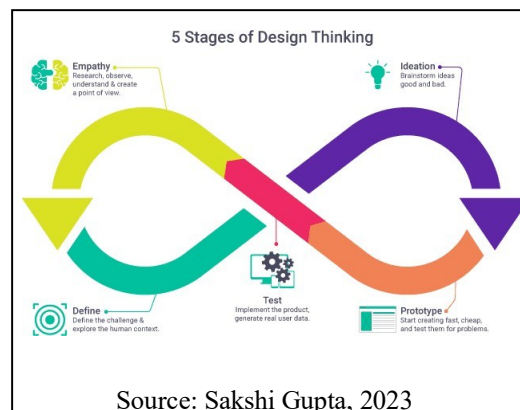 5 Stages of Design Thinking
Empathy
Research, observe,
understand & create
a point of view.
Ideation
Brainstorm ideas
good and bad.
Define
Define the challenge &
explore the human context.
Test
Implement the product,
generate real user data.
Prototype
Start creating fast, cheap,
and test them for problems.
Source: Sakshi Gupta, 2023